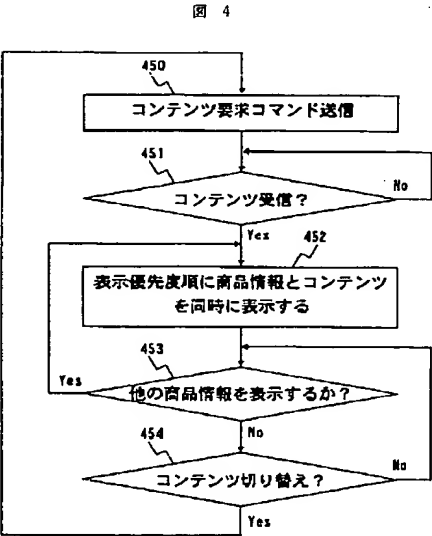 図 4
450
コンテンツ要求コマンド送信
451
コンテンツ受信?
No
Yes
452
表示優先度順に商品情報とコンテンツ
を同時に表示する
453
他の商品情報を表示するか?
Yes
No
454
コンテンツ切り替え?
No
Yes